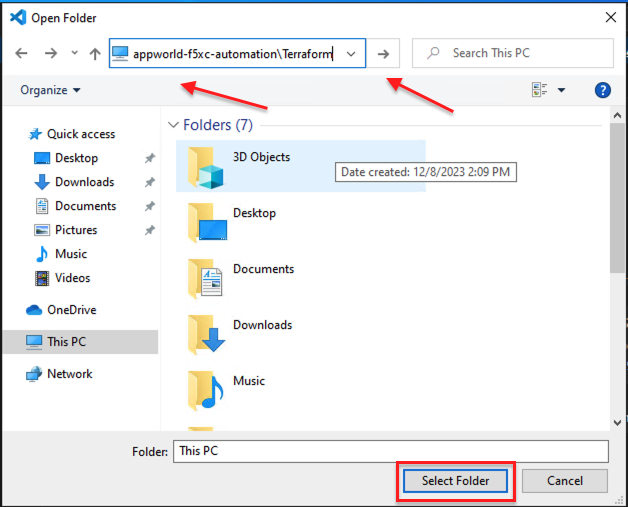 Open Folder
appworld-f5xc-automation\Terraform
Search This PC
Organize
Quick access
Desktop
Downloads
Documents
Pictures
Music
Videos
OneDrive
This PC
Network
Folders (7)
3D Objects
Date created: 12/8/2023 2:09 PM
Desktop
Documents
Downloads
Music
Folder: This PC
Select Folder Cancel